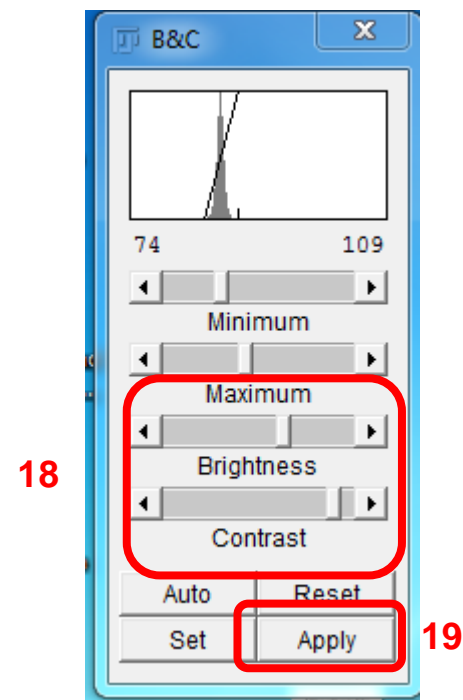 B&C
74 109
Minimum
Maximum
18
Brightness
Contrast
Auto Reset
Set Apply 19